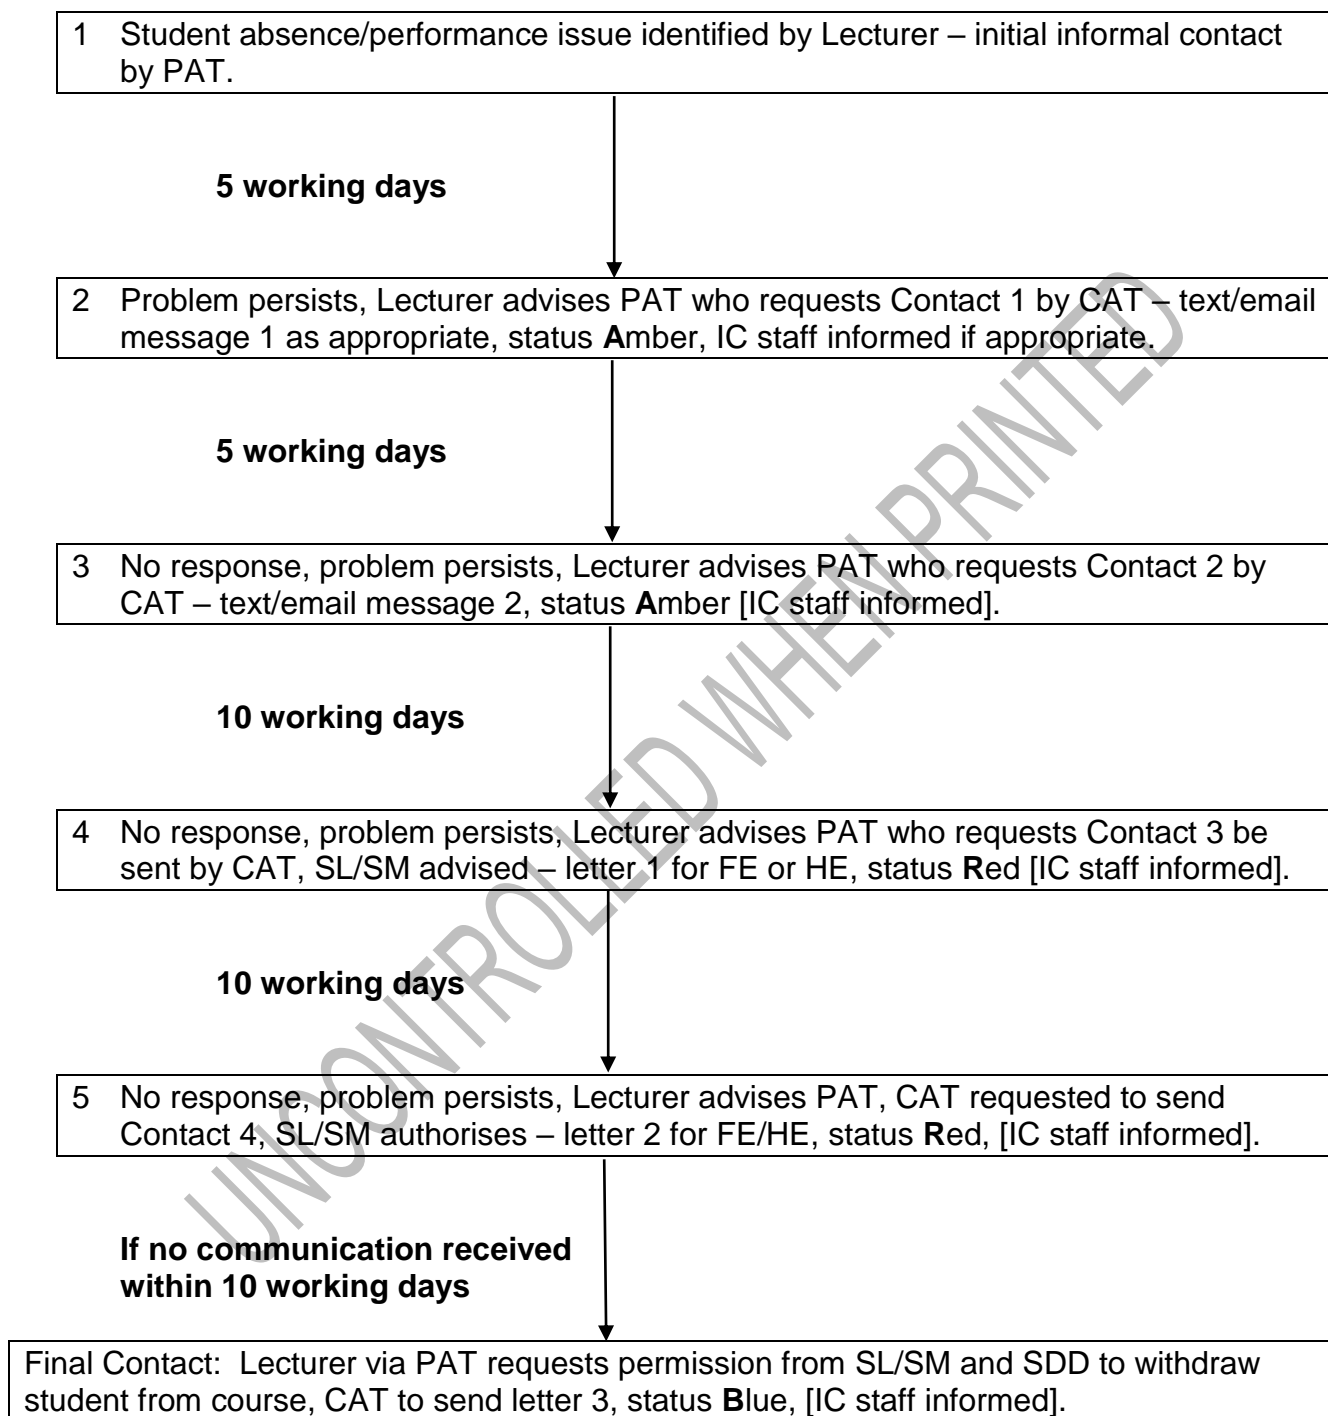 1 Student absence/performance issue identified by Lecturer – initial informal contact
by PAT.
5 working days
2 Problem persists, Lecturer advises PAT who requests Contact 1 by CAT – text/email
message 1 as appropriate, status Amber, IC staff informed if appropriate.
5 working days
3 No response, problem persists, Lecturer advises PAT who requests Contact 2 by
CAT – text/email message 2, status Amber [IC staff informed].
10 working days
4 No response, problem persists, Lecturer advises PAT who requests Contact 3 be
sent by CAT, SL/SM advised – letter 1 for FE or HE, status Red [IC staff informed].
10 working days
5 No response, problem persists, Lecturer advises PAT, CAT requested to send
Contact 4, SL/SM authorises – letter 2 for FE/HE, status Red, [IC staff informed].
If no communication received
within 10 working days
Final Contact: Lecturer via PAT requests permission from SL/SM and SDD to withdraw
student from course, CAT to send letter 3, status Blue, [IC staff informed].
UNCONTROLLED WHEN PRINTED